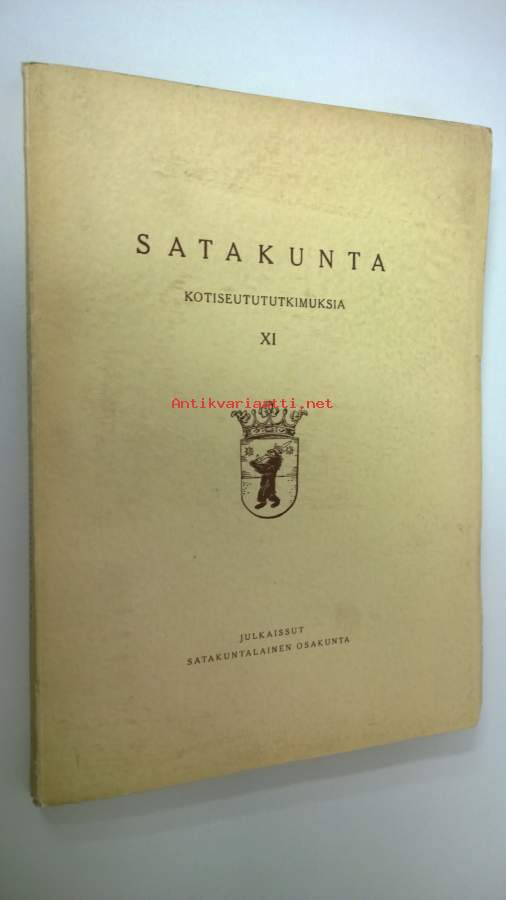 SATAKUNTA
KOTISEUTUTUTKIMUKSIA
XI
Antikvariaatti.net
JULKAISSUT
SATAKUNTALAINEN OSAKUNTA